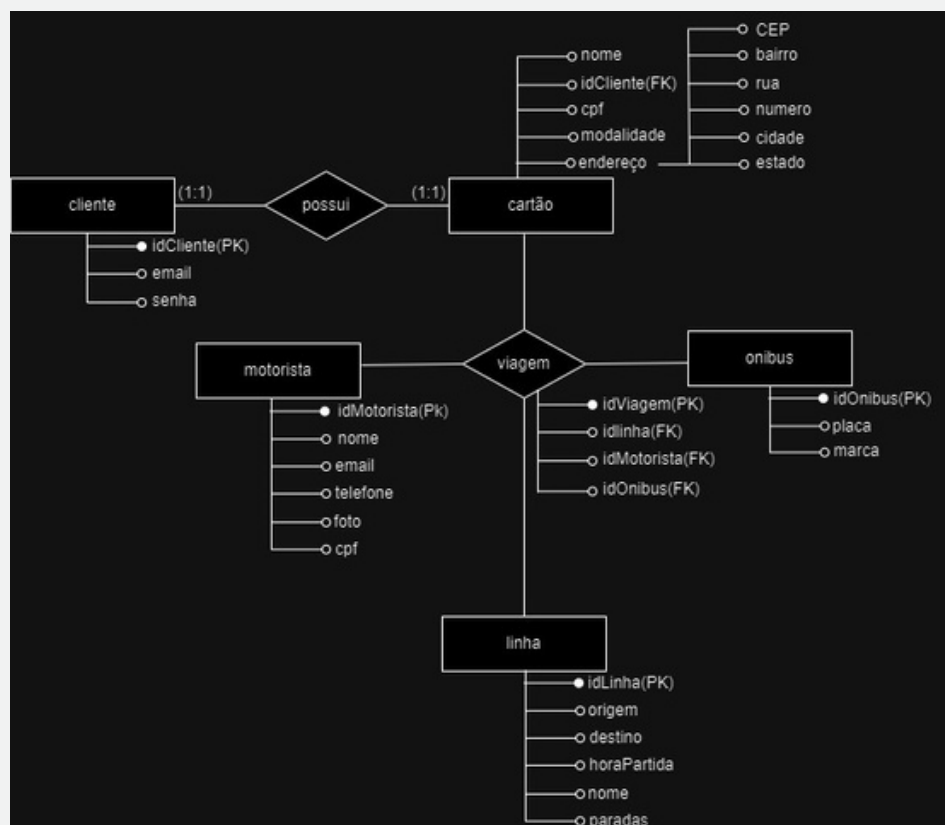 CEP
nome
bairro
idCliente(FK)
rua
cpf
numero
modalidade
cidade
endereço
estado
cliente
(1:1)
possui
(1:1)
cartão
idCliente(PK)
email
senha
motorista
viagem
onibus
idMotorista(Pk)
nome
email
telefone
foto
cpf
idViagem(PK)
idlinha(FK)
idMotorista(FK)
idOnibus(FK)
idOnibus(PK)
placa
marca
linha
idLinha(PK)
origem
destino
horaPartida
nome
paradas